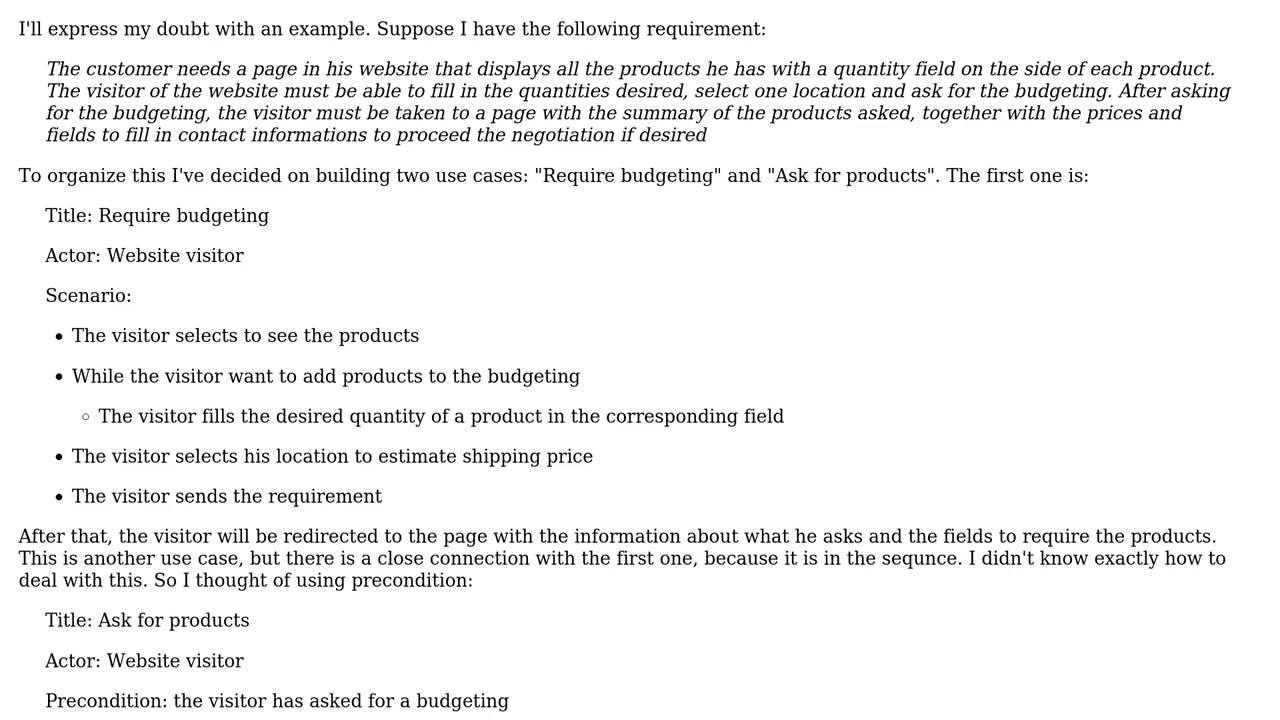 I'll express my doubt with an example. Suppose I have the following requirement:
The customer needs a page in his website that displays all the products he has with a quantity field on the side of each product.
The visitor of the website must be able to fill in the quantities desired, select one location and ask for the budgeting. After asking
for the budgeting, the visitor must be taken to a page with the summary of the products asked, together with the prices and
fields to fill in contact informations to proceed the negotiation if desired
To organize this I've decided on building two use cases: "Require budgeting" and "Ask for products". The first one is:
Title: Require budgeting
Actor: Website visitor
Scenario:
• The visitor selects to see the products
• While the visitor want to add products to the budgeting
◦ The visitor fills the desired quantity of a product in the corresponding field
• The visitor selects his location to estimate shipping price
• The visitor sends the requirement
After that, the visitor will be redirected to the page with the information about what he asks and the fields to require the products.
This is another use case, but there is a close connection with the first one, because it is in the sequnce. I didn't know exactly how to
deal with this. So I thought of using precondition:
Title: Ask for products
Actor: Website visitor
Precondition: the visitor has asked for a budgeting